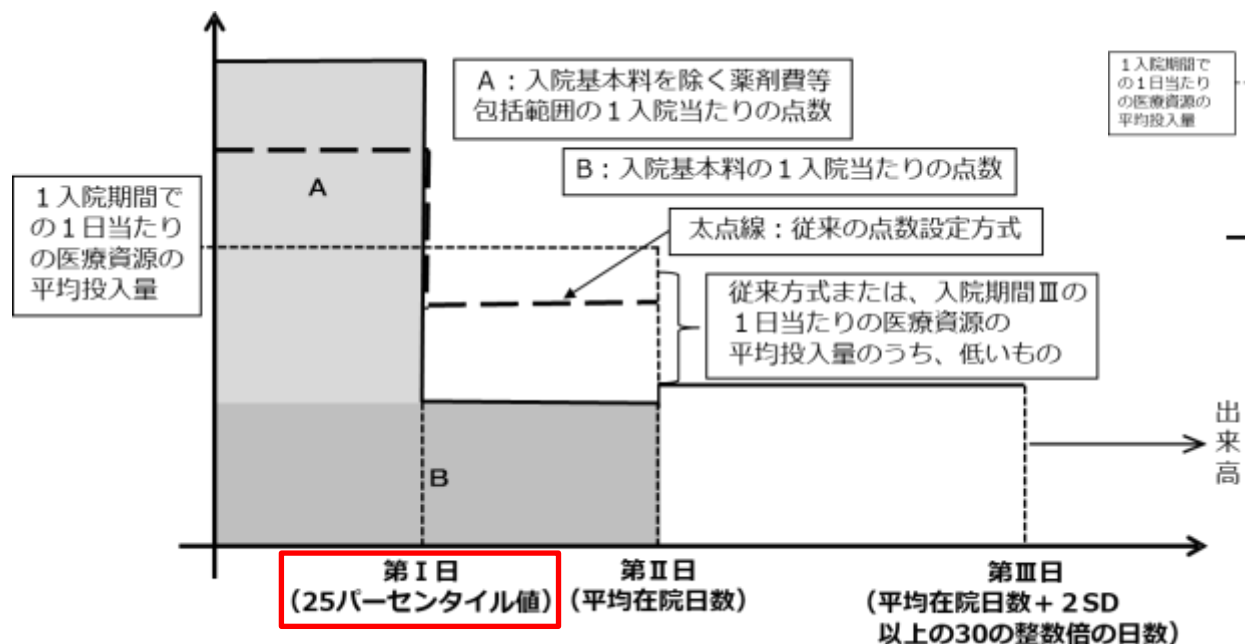 A：入院基本料を除く薬剤費等
包括範囲の１入院当たりの点数
１入院期間で
の１日当たり
の医療資源の
平均投入量
B：入院基本料の１入院当たりの点数
A
１入院期間で
の１日当たり
の医療資源の
平均投入量
太点線：従来の点数設定方式
従来方式または、入院期間Ⅲの
１日当たりの医療資源の
平均投入量のうち、低いもの
出来高
B
第Ⅰ日
（25パーセンタイル値）
第Ⅱ日
（平均在院日数）
第Ⅲ日
（平均在院日数＋２SD
以上の30の整数倍の日数）